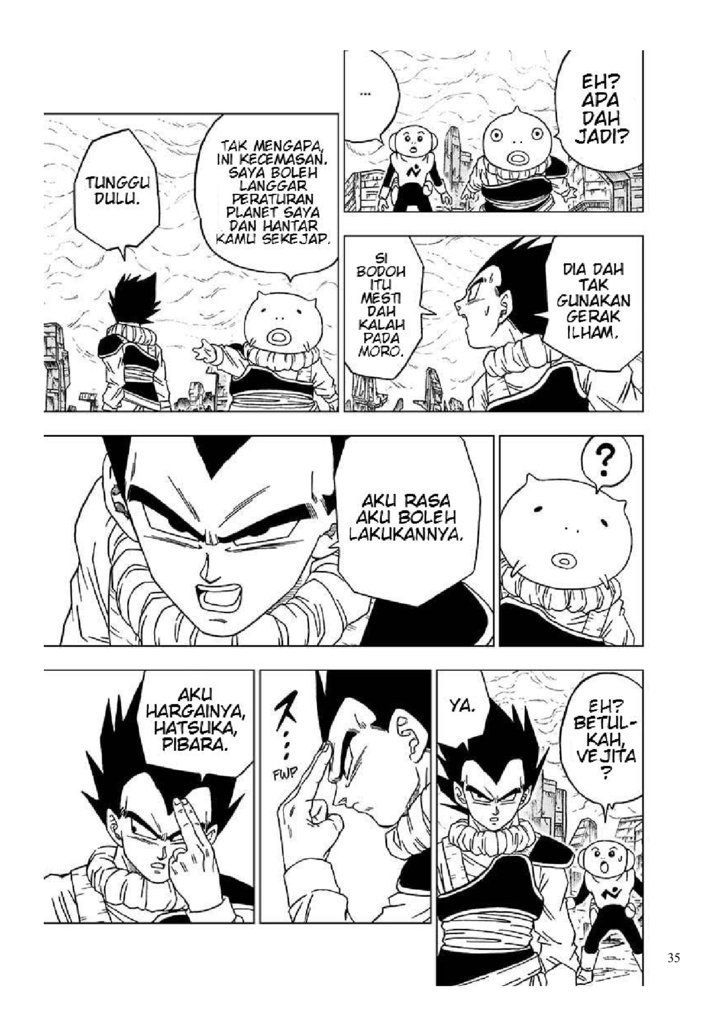 EH?
APA
DAH
JADI?
...
DIA DAH
TAK
GUNAKAN
GERAK
ILHAM.
SI
BODOH
ITU
MESTI
DAH
KALAH
PADA
MORO.
TAK MENGAPA,
INI KECEMASAN.
SAYA BOLEH
LANGGAR
PERATURAN
PLANET SAYA
DAN HANTAR
KAMU SEKEJAP.
TUNGGU
DULU.
?
AKU RASA
AKU BOLEH
LAKUKANNYA.
EH?
BETUL-
KAH,
VEJITA
?
YA.
ス...
FWP
AKU
HARGAINYA,
HATSUKA,
PIBARA.
35